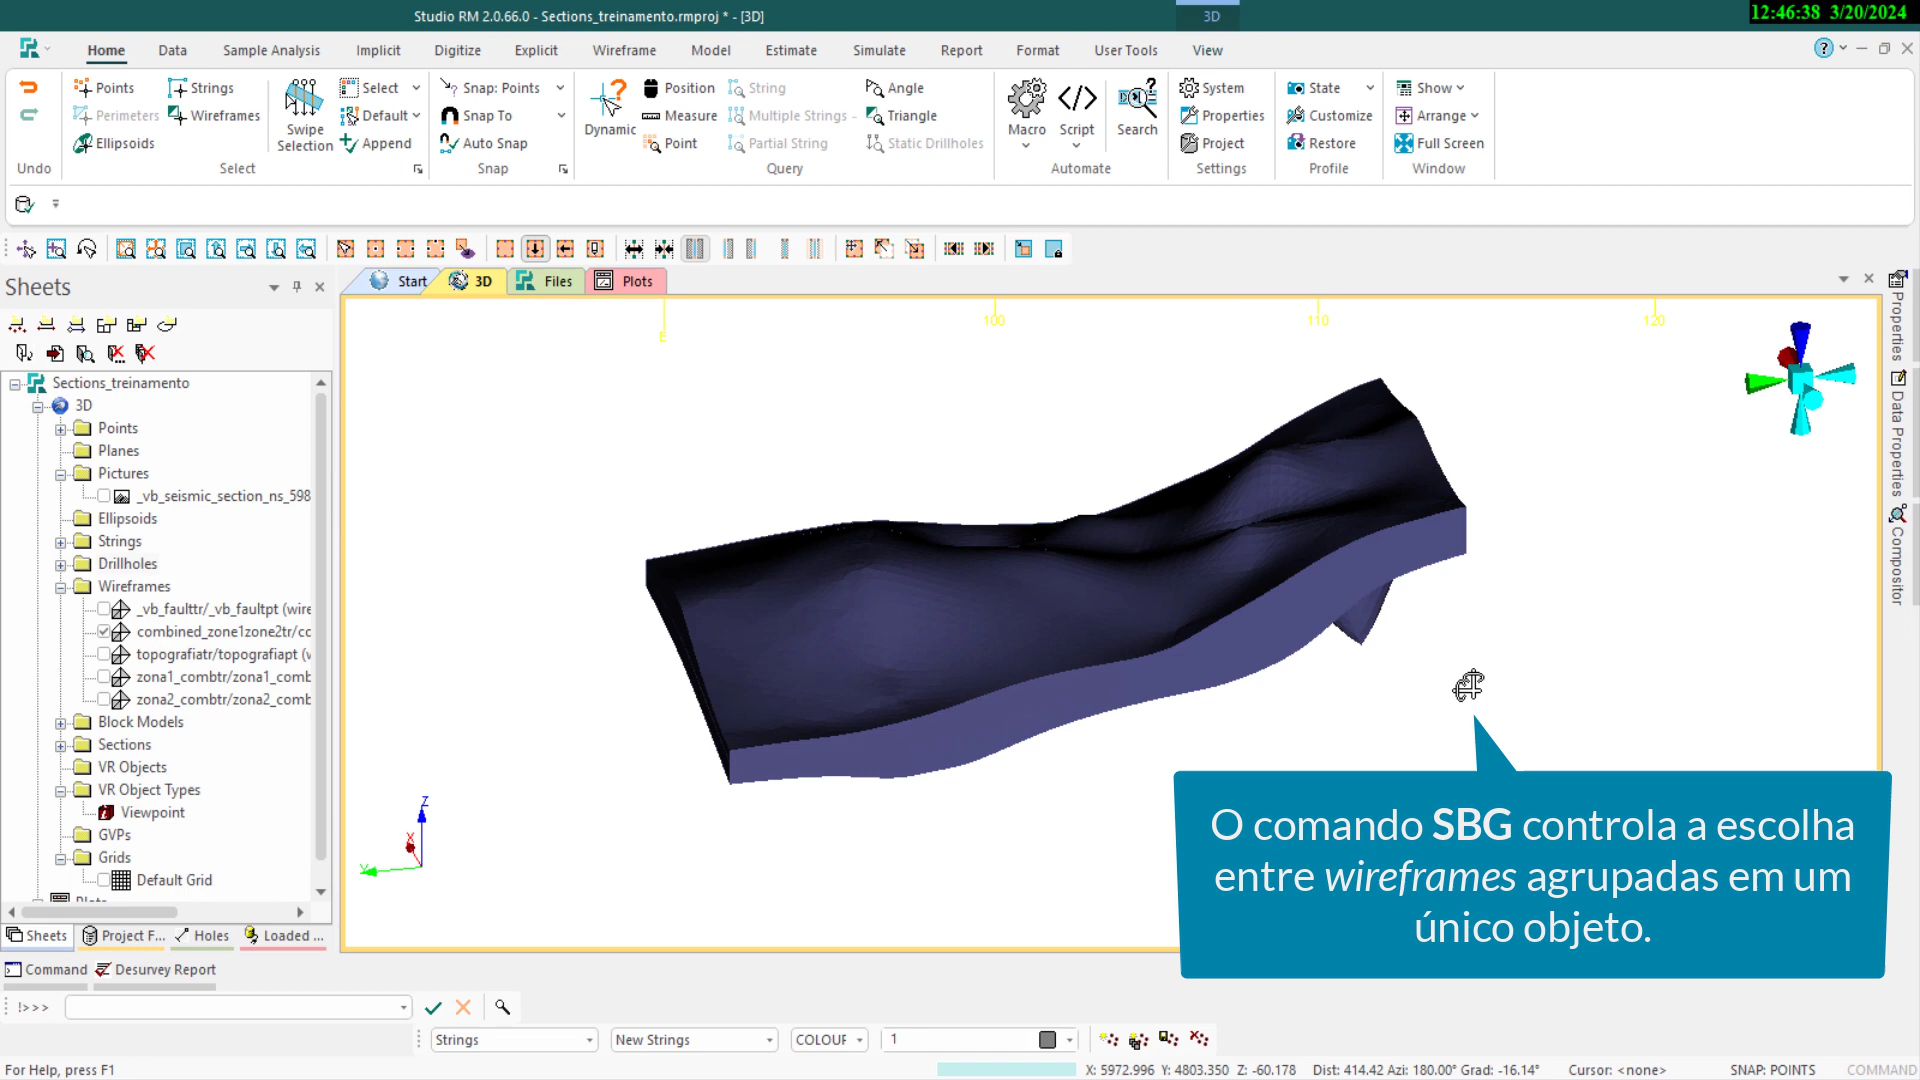 Studio RM 2.0.66.0 - Sections_treinamento.rmproj * - [3D]
3D
12:46:38 3/20/2024
Home Data Sample Analysis Implicit Digitize Explicit Wireframe Model Estimate Simulate Report Format User Tools View
Points Strings Select Snap: Points Position String Angle System State Show
Perimeters Wireframes Default Snap To Measure Multiple Strings Triangle Properties Customize Arrange
Ellipsoids Swipe Selection Append Auto Snap Dynamic Point Partial String Static Drillholes Macro Script Search Project Restore Full Screen
Undo Select Snap Query Automate Settings Profile Window
Sheets
Start 3D Files Plots
Sections_treinamento
3D
Points
Planes
Pictures
_vb_seismic_section_ns_598
Ellipsoids
Strings
Drillholes
Wireframes
_vb_faulttr/_vb_faultpt (wire
combined_zone1zone2tr/cc
topografiatr/topografiapt (v
zona1_combtr/zona1_comb
zona2_combtr/zona2_comb
Block Models
Sections
VR Objects
VR Object Types
Viewpoint
GVPs
Grids
Default Grid
Sheets Project F... Holes Loaded ...
E 100 110 120
Z
X
Y
Properties
Data Properties
Compositor
O comando SBG controla a escolha
entre wireframes agrupadas em um
único objeto.
Command Desurvey Report
!>>>
Strings New Strings COLOUR 1
For Help, press F1
X: 5972.996 Y: 4803.350 Z: -60.178 Dist: 414.42 Azi: 180.00° Grad: -16.14° Cursor: <none> SNAP: POINTS COMMAND